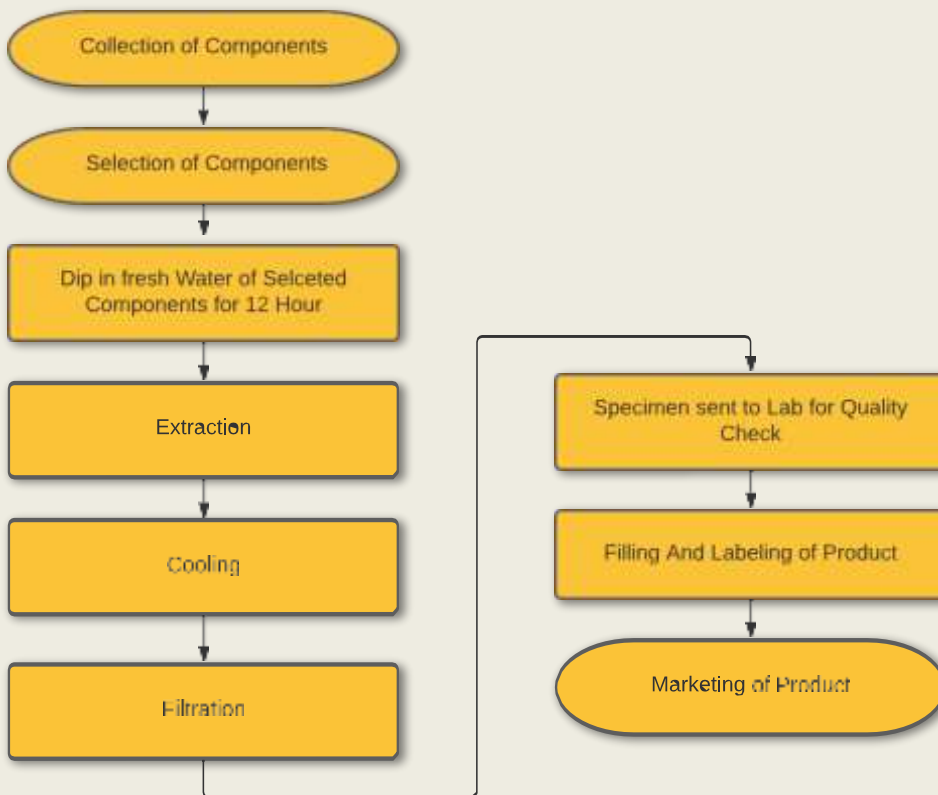 Collection of Components
Selection of Components
Dip in fresh Water of Selceted
Components for 12 Hour
Extraction
Cooling
Filtration
Specimen sent to Lab for Quality
Check
Filling And Labeling of Product
Marketing of Product